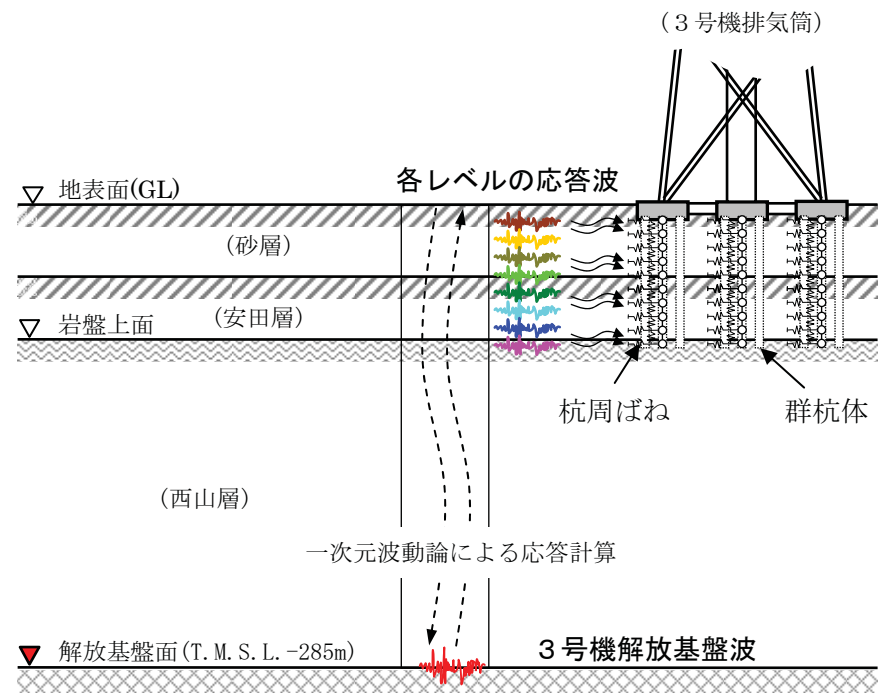 (３号機排気筒)
各レベルの応答波
地表面(GL)
(砂層)
(安田層)
岩盤上面
杭周ばね
群杭体
(西山層)
一次元波動論による応答計算
解放基盤面(T.M.S.L.-285m)
３号機解放基盤波